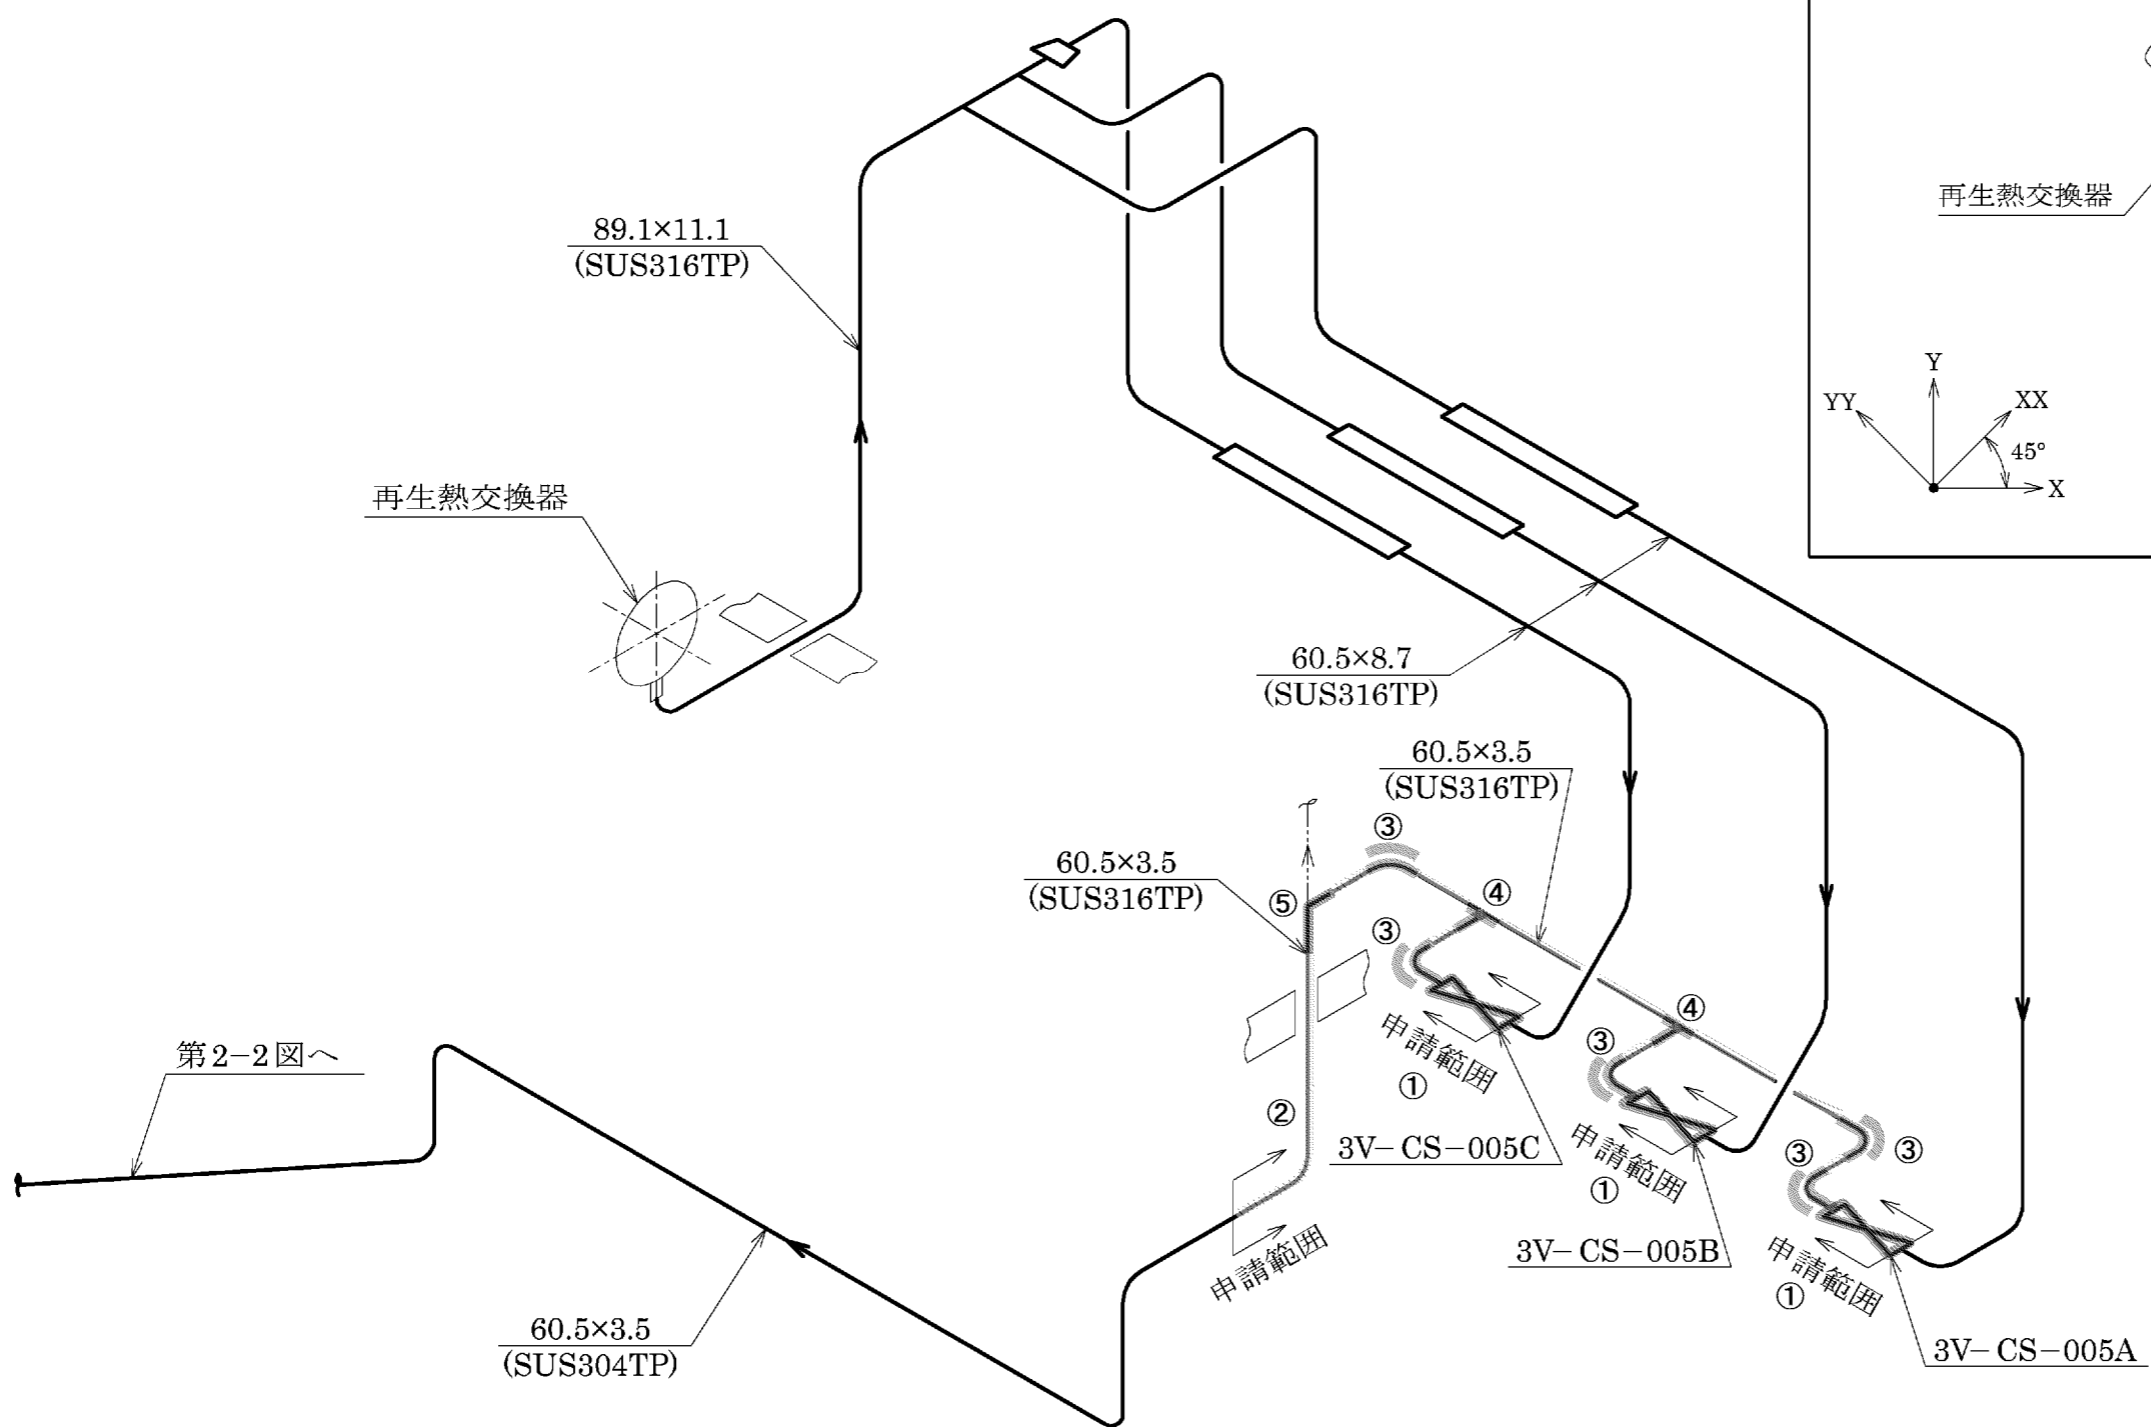 89.1×11.1
(SUS316TP)
再生熱交換器
再生熱交換器
Y
YY
XX
45°
X
60.5×8.7
(SUS316TP)
60.5×3.5
(SUS316TP)
60.5×3.5
(SUS316TP)
③
④
⑤
③
④
③
③
③
②
申請範囲
①
申請範囲
①
申請範囲
①
申請範囲
3V−CS−005C
3V−CS−005B
3V−CS−005A
第2−2図へ
60.5×3.5
(SUS304TP)